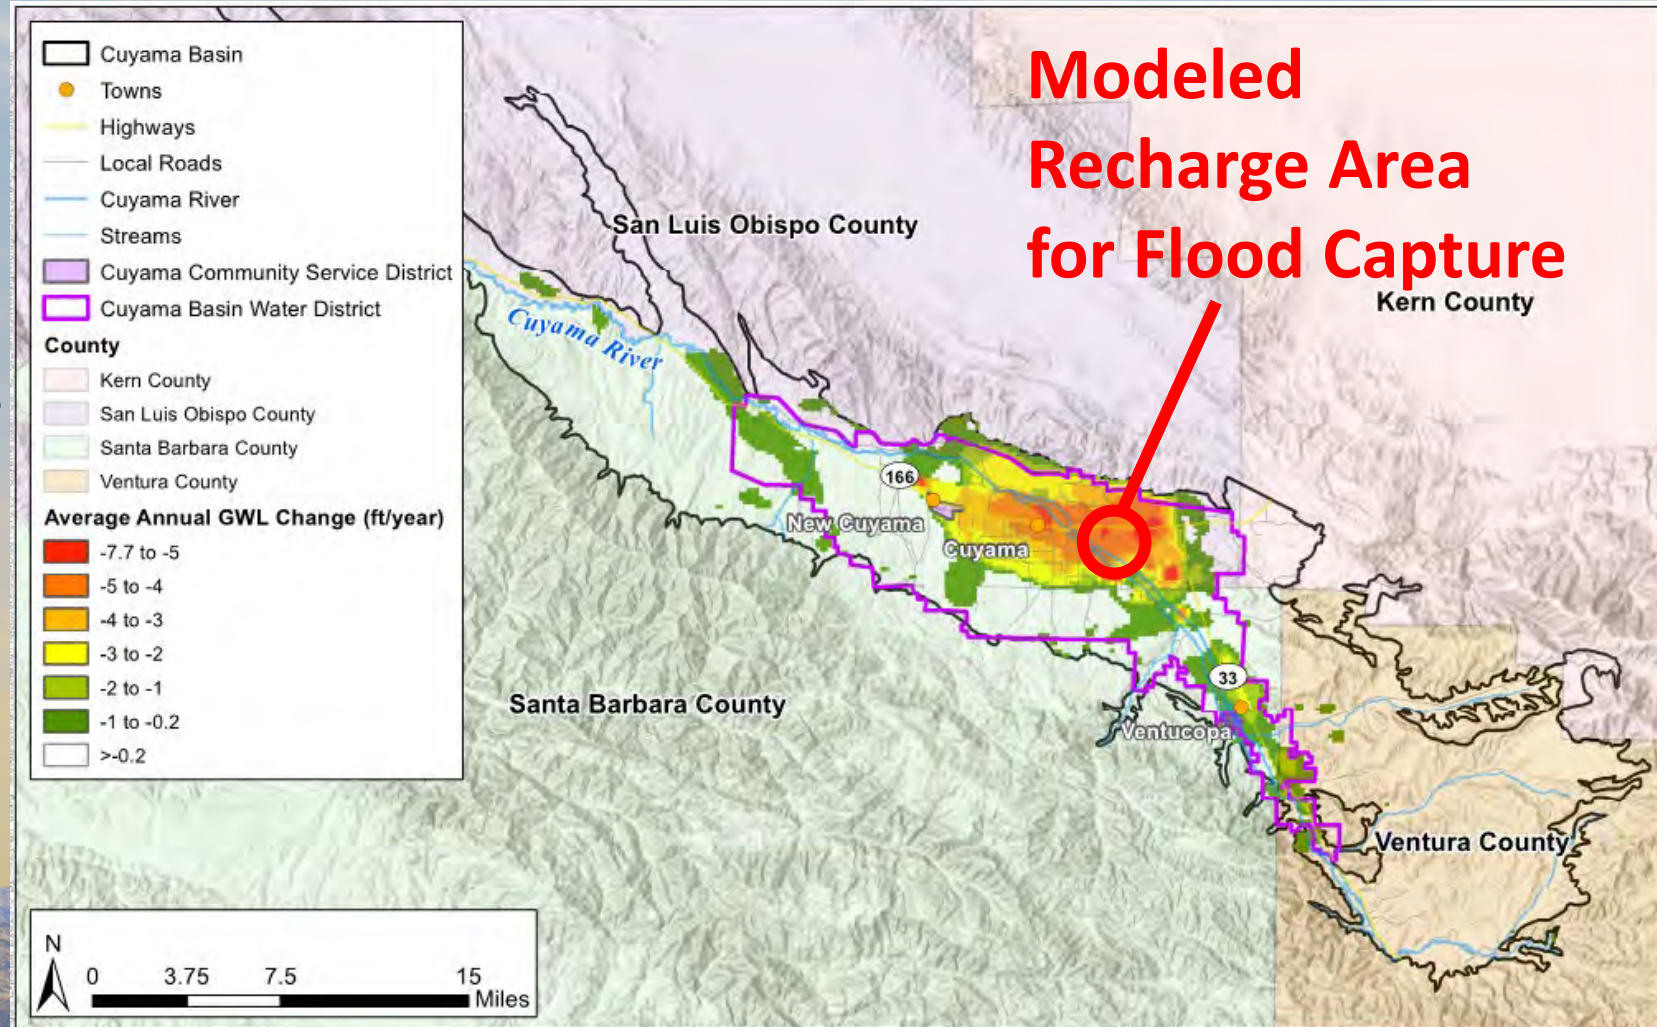 Cuyama Basin
Towns
Highways
Local Roads
Cuyama River
Streams
Cuyama Community Service District
Cuyama Basin Water District
County
Kern County
San Luis Obispo County
Santa Barbara County
Ventura County
Average Annual GWL Change (ft/year)
-7.7 to -5
-5 to -4
-4 to -3
-3 to -2
-2 to -1
-1 to -0.2
>-0.2
Modeled
Recharge Area
for Flood Capture
San Luis Obispo County
Kern County
Cuyama River
166
New Cuyama
Cuyama
33
Santa Barbara County
Ventucopa
Ventura County
N
0 3.75 7.5 15
Miles